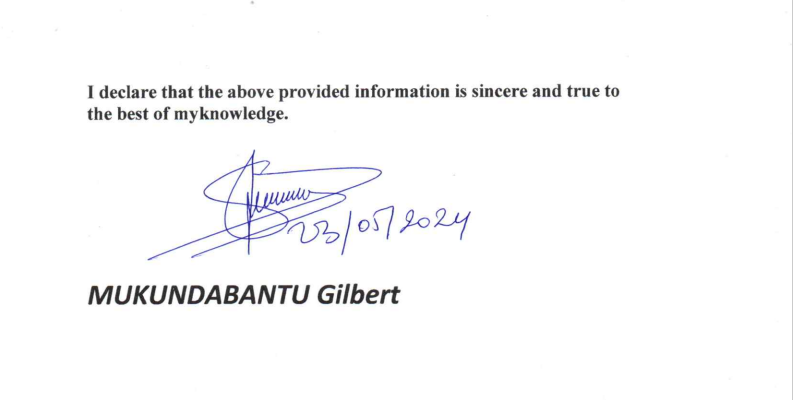 I declare that the above provided information is sincere and true to
the best of myknowledge.
23/05/2024
MUKUNDABANTU Gilbert